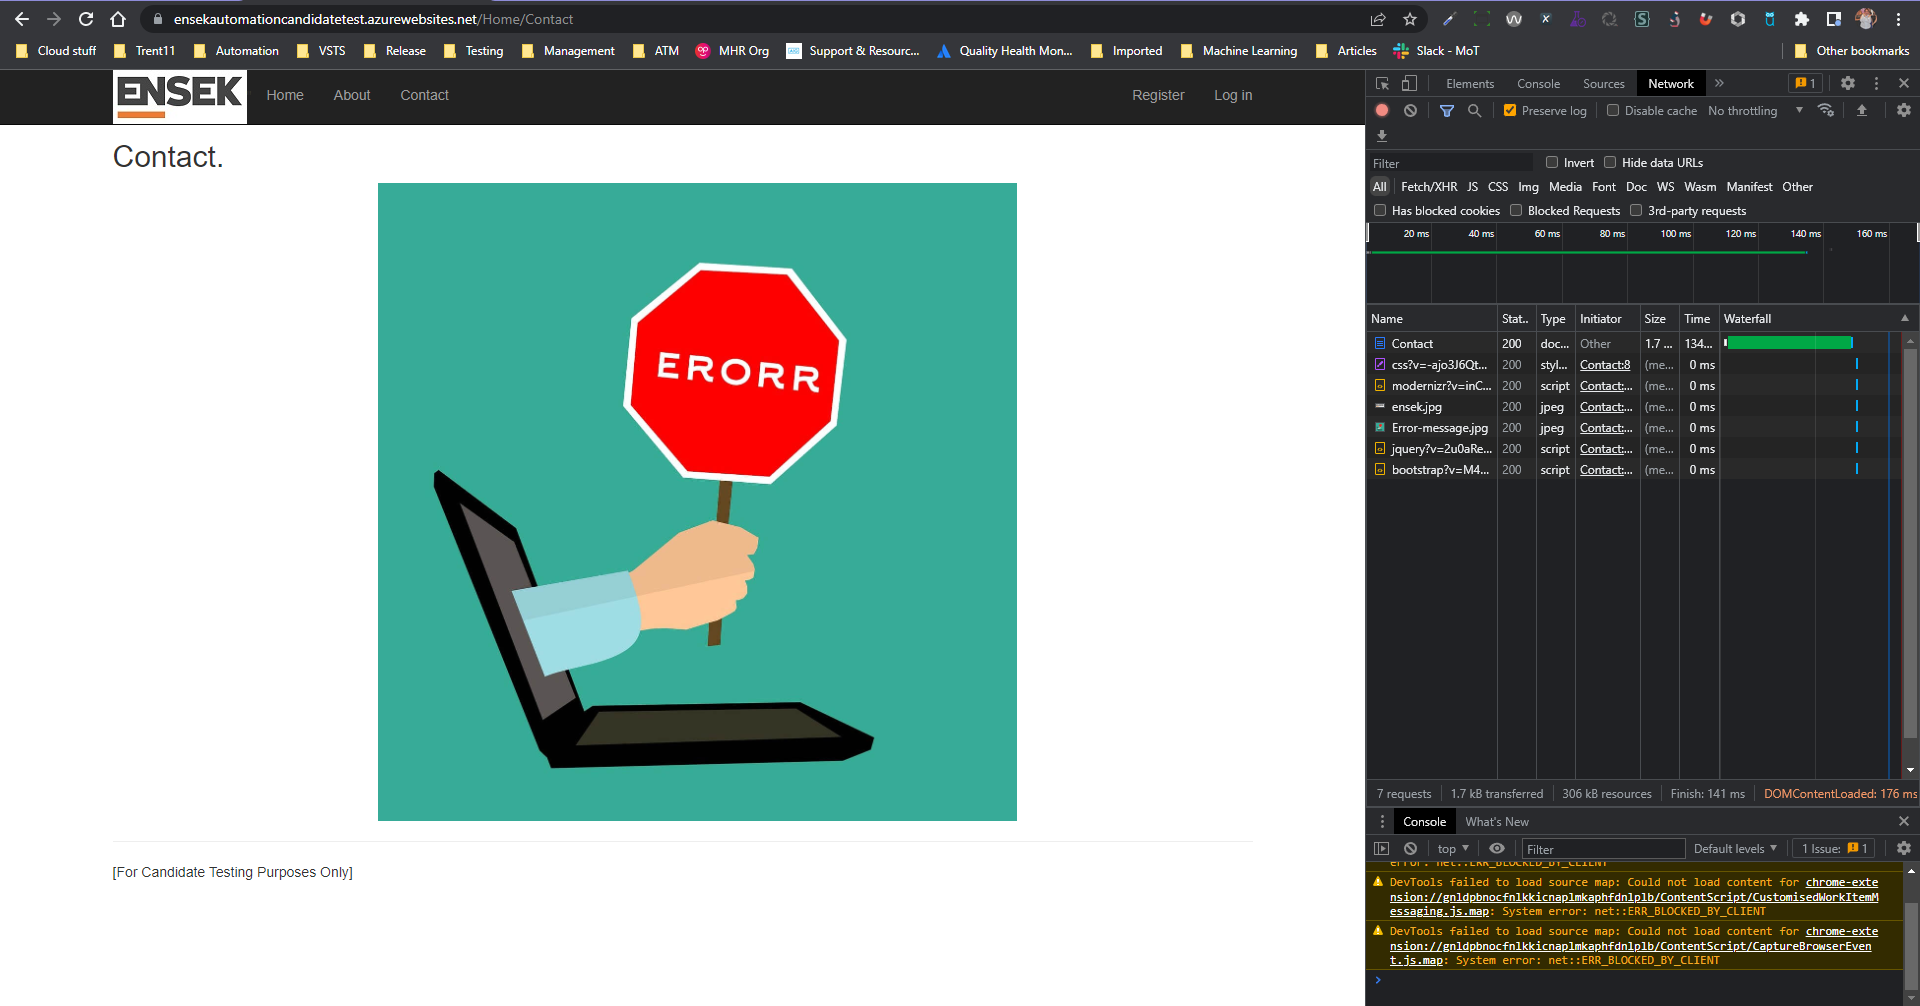 ensekautomationcandidatetest.azurewebsites.net/Home/Contact
Cloud stuff Trent11 Automation VSTS Release Testing Management ATM MHR Org Support & Resourc... Quality Health Mon... Imported Machine Learning Articles Slack - MoT Other bookmarks
ENSEK Home About Contact Register Log in
Contact.
ERORR
[For Candidate Testing Purposes Only]
Elements Console Sources Network 1
Preserve log Disable cache No throttling
Filter Invert Hide data URLs
All Fetch/XHR JS CSS Img Media Font Doc WS Wasm Manifest Other
Has blocked cookies Blocked Requests 3rd-party requests
20 ms 40 ms 60 ms 80 ms 100 ms 120 ms 140 ms 160 ms
Name Stat.. Type Initiator Size Time Waterfall
Contact 200 doc... Other 1.7 ... 134...
css?v=-ajo3J6Qt... 200 styl... Contact:8 (me... 0 ms
modernizr?v=inC... 200 script Contact:... (me... 0 ms
ensek.jpg 200 jpeg Contact:... (me... 0 ms
Error-message.jpg 200 jpeg Contact:... (me... 0 ms
jquery?v=2u0aRe... 200 script Contact:... (me... 0 ms
bootstrap?v=M4... 200 script Contact:... (me... 0 ms
7 requests 1.7 kB transferred 306 kB resources Finish: 141 ms DOMContentLoaded: 176 ms
Console What's New
top Filter Default levels 1 Issue: 1
error: net::ERR_BLOCKED_BY_CLIENT
DevTools failed to load source map: Could not load content for chrome-exte
nsion://gnldpbnocfnlkkicnaplmkaphfdnlplb/ContentScript/CustomisedWorkItemM
essaging.js.map: System error: net::ERR_BLOCKED_BY_CLIENT
DevTools failed to load source map: Could not load content for chrome-exte
nsion://gnldpbnocfnlkkicnaplmkaphfdnlplb/ContentScript/CaptureBrowserEven
t.js.map: System error: net::ERR_BLOCKED_BY_CLIENT